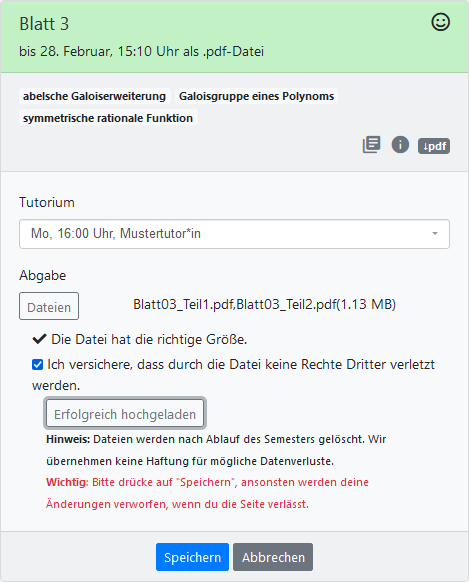 Blatt 3
bis 28. Februar, 15:10 Uhr als .pdf-Datei
abelsche Galoiserweiterung Galoisgruppe eines Polynoms
symmetrische rationale Funktion
↓pdf
Tutorium
Mo, 16:00 Uhr, Mustertutor*in
Abgabe
Dateien Blatt03_Teil1.pdf,Blatt03_Teil2.pdf(1.13 MB)
Die Datei hat die richtige Größe.
Ich versichere, dass durch die Datei keine Rechte Dritter verletzt
werden.
Erfolgreich hochgeladen
Hinweis: Dateien werden nach Ablauf des Semesters gelöscht. Wir
übernehmen keine Haftung für mögliche Datenverluste.
Wichtig: Bitte drücke auf "Speichern", ansonsten werden deine
Änderungen verworfen, wenn du die Seite verlässt.
Speichern Abbrechen